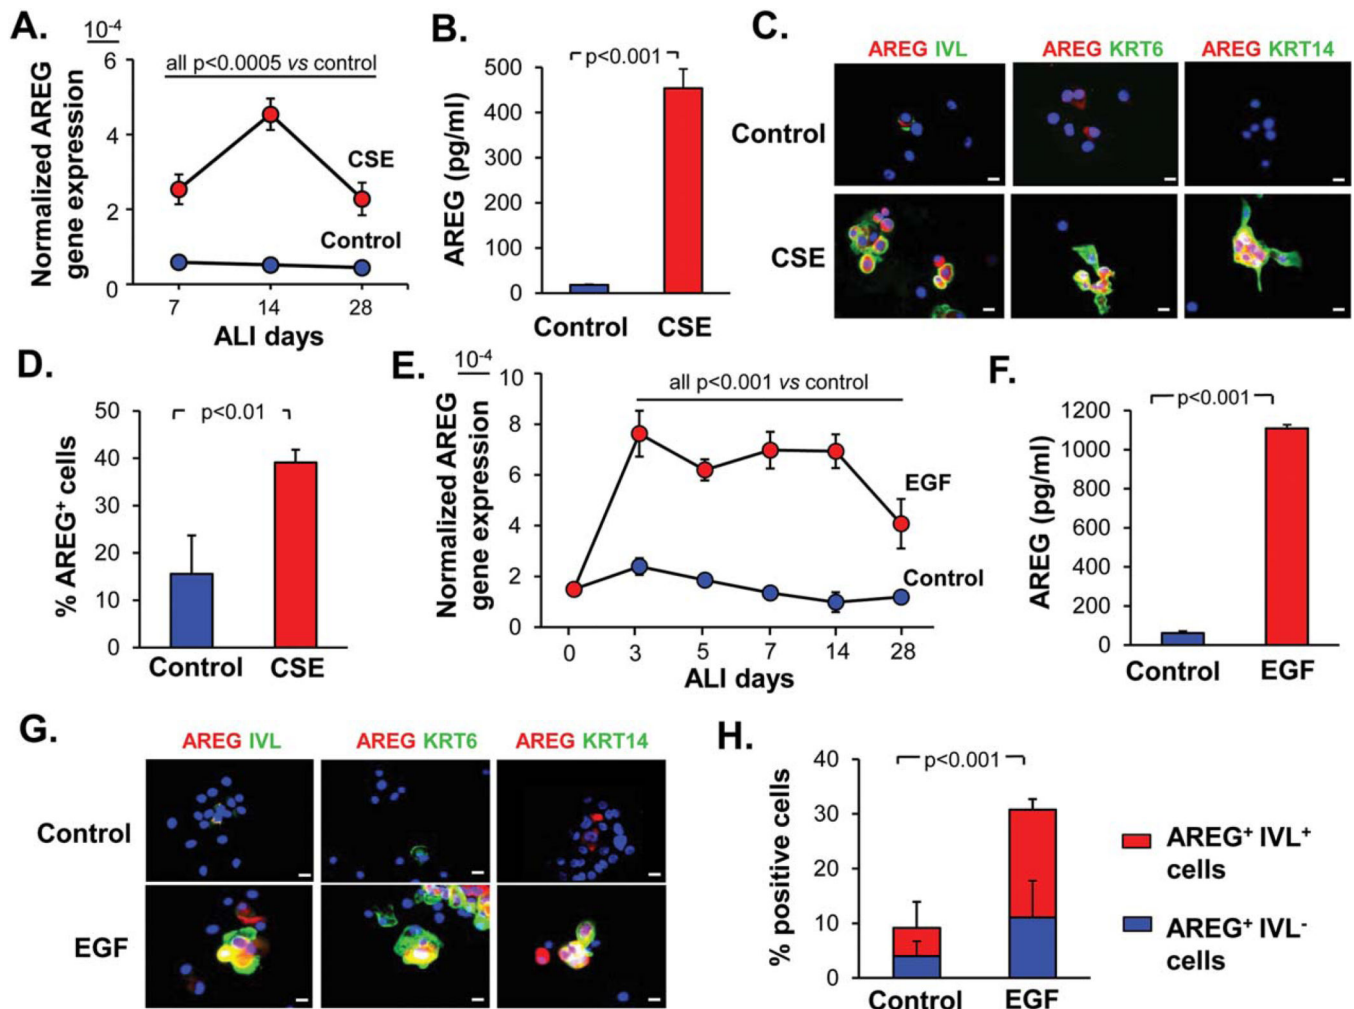 A.
10-4
Normalized AREG
gene expression
6
4
2
0
all p<0.0005 vs control
CSE
Control
7 14 28
ALI days
B.
AREG (pg/ml)
500
400
300
200
100
0
p<0.001
Control CSE
C.
AREG IVL AREG KRT6 AREG KRT14
Control
CSE
D.
% AREG+ cells
50
40
30
20
10
0
p<0.01
Control CSE
E.
10-4
Normalized AREG
gene expression
10
8
6
4
2
0
all p<0.001 vs control
EGF
Control
0 3 5 7 14 28
ALI days
F.
AREG (pg/ml)
1200
1000
800
600
400
200
0
p<0.001
Control EGF
G.
AREG IVL AREG KRT6 AREG KRT14
Control
EGF
H.
% positive cells
40
30
20
10
0
p<0.001
Control EGF
AREG+ IVL+
cells
AREG+ IVL-
cells